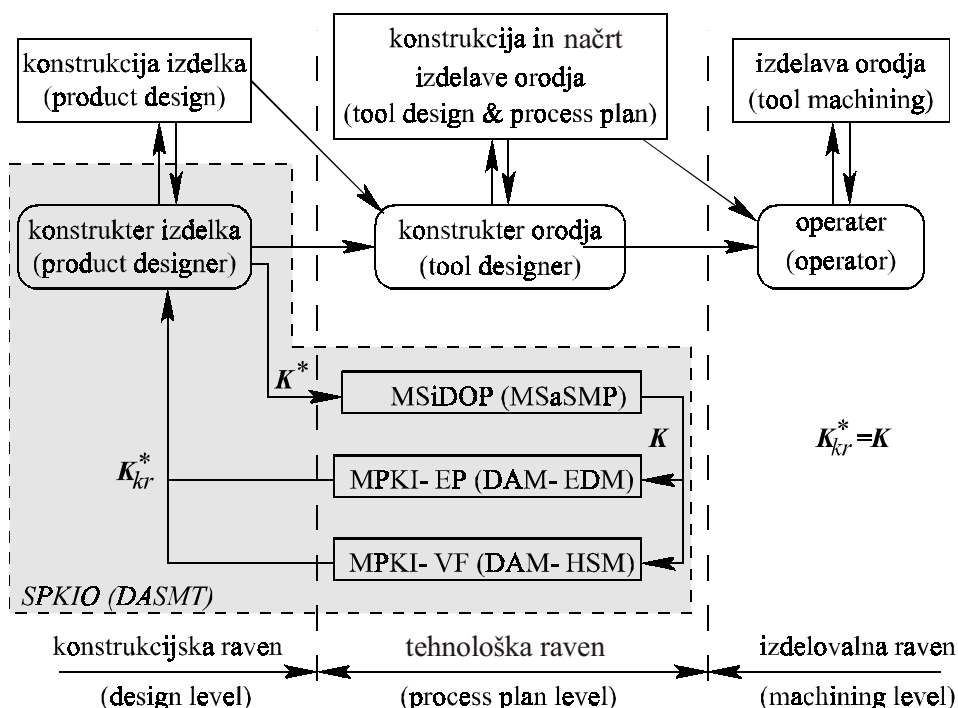 konstrukcija izdelka
(product design)
konstrukcija in načrt
izdelave orodja
(tool design & process plan)
izdelava orodja
(tool machining)
konstrukter izdelka
(product designer)
konstrukter orodja
(tool designer)
operater
(operator)
K*
MSiDOP (MSaSMP)
K
K*kr=K
K*kr
MPKI- EP (DAM- EDM)
MPKI- VF (DAM- HSM)
SPKIO (DASMT)
konstrukcijska raven
(design level)
tehnološka raven
(process plan level)
izdelovalna raven
(machining level)